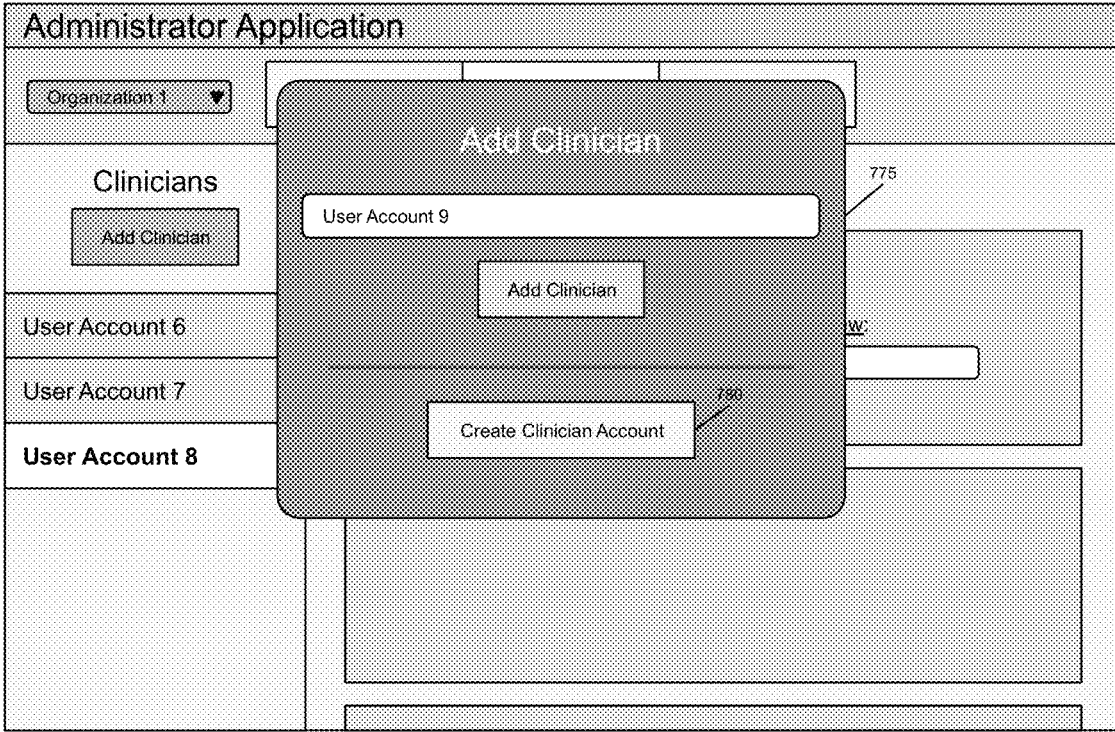 Administrator Application
Organization 1
Add Clinician
Clinicians
775
Add Clinician
User Account 9
Add Clinician
User Account 6
w:
User Account 7
780
Create Clinician Account
User Account 8